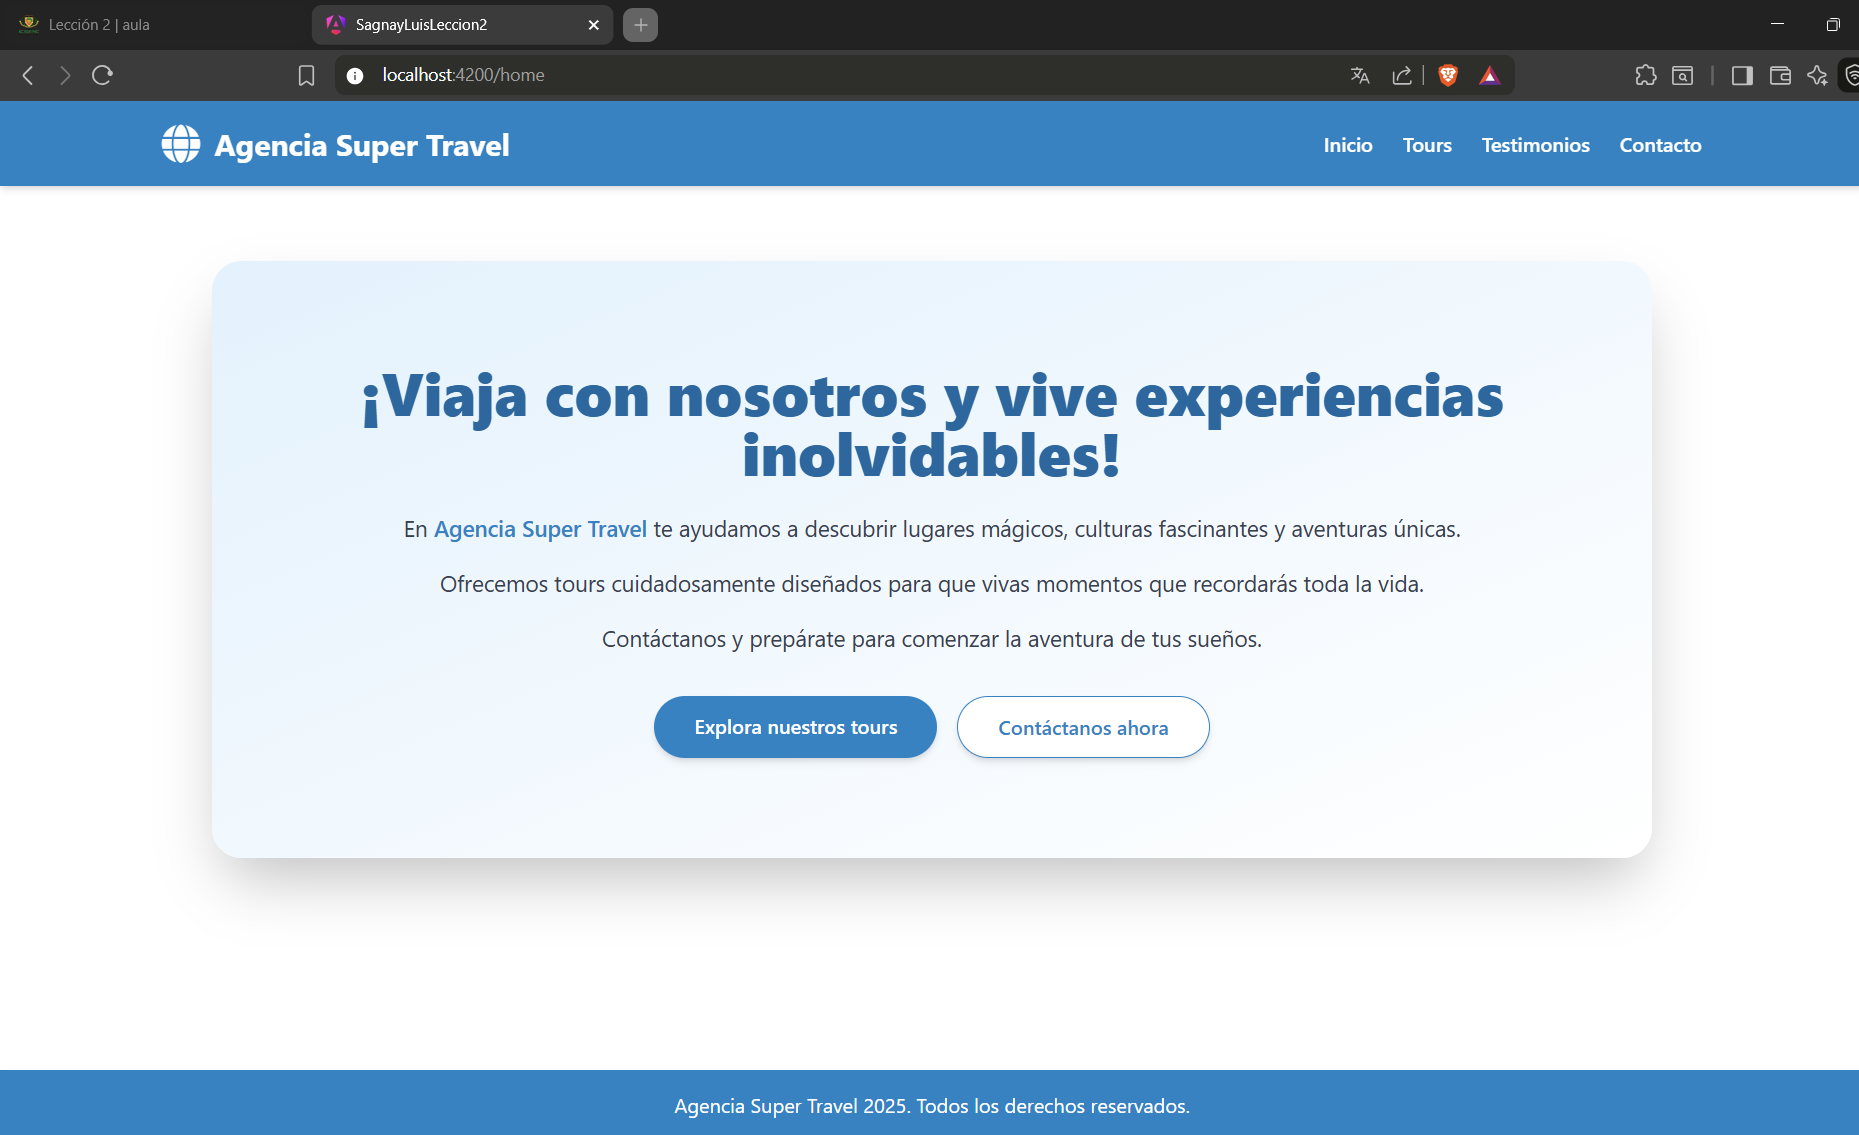 Lección 2 | aula
SagnayLuisLeccion2
localhost:4200/home
Agencia Super Travel
Inicio
Tours
Testimonios
Contacto
¡Viaja con nosotros y vive experiencias
inolvidables!
En Agencia Super Travel te ayudamos a descubrir lugares mágicos, culturas fascinantes y aventuras únicas.
Ofrecemos tours cuidadosamente diseñados para que vivas momentos que recordarás toda la vida.
Contáctanos y prepárate para comenzar la aventura de tus sueños.
Explora nuestros tours
Contáctanos ahora
Agencia Super Travel 2025. Todos los derechos reservados.